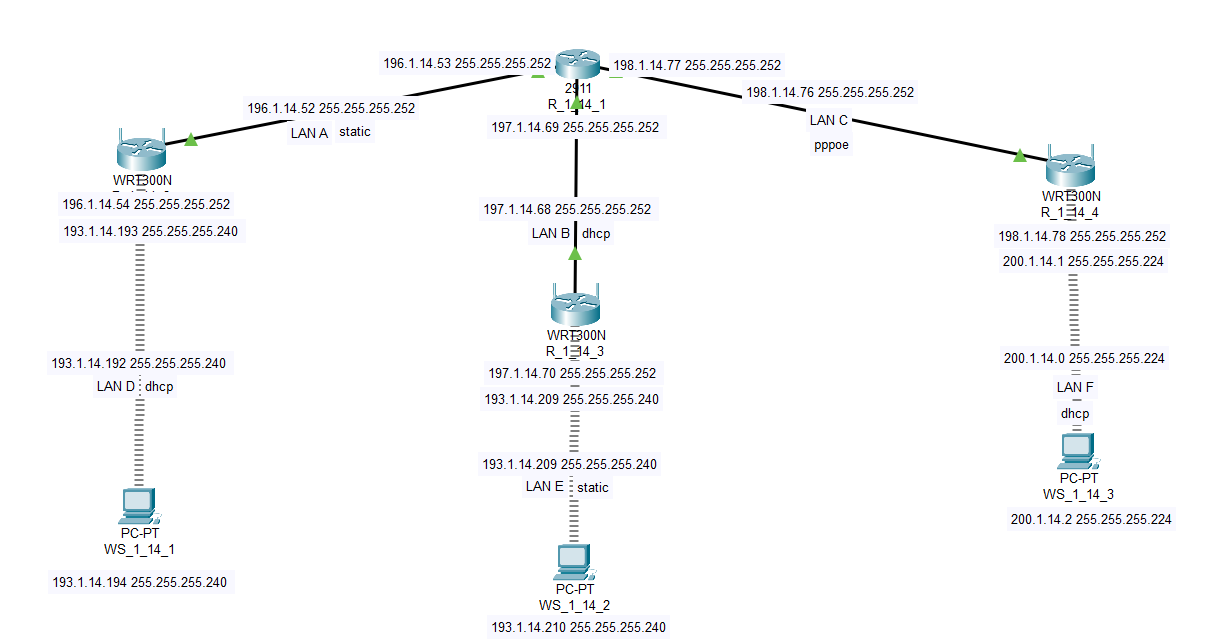 196.1.14.53 255.255.255.252
198.1.14.77 255.255.255.252
2911
R_1_14_1
198.1.14.76 255.255.255.252
196.1.14.52 255.255.255.252
LAN A static
197.1.14.69 255.255.255.252
LAN C
pppoe
WRT300N
196.1.14.54 255.255.255.252
193.1.14.193 255.255.255.240
197.1.14.68 255.255.255.252
LAN B dhcp
WRT300N
R_1_14_4
198.1.14.78 255.255.255.252
200.1.14.1 255.255.255.224
WRT300N
R_1_14_3
197.1.14.70 255.255.255.252
193.1.14.209 255.255.255.240
193.1.14.192 255.255.255.240
LAN D dhcp
200.1.14.0 255.255.255.224
LAN F
dhcp
193.1.14.209 255.255.255.240
LAN E static
PC-PT
WS_1_14_3
200.1.14.2 255.255.255.224
PC-PT
WS_1_14_1
193.1.14.194 255.255.255.240
PC-PT
WS_1_14_2
193.1.14.210 255.255.255.240